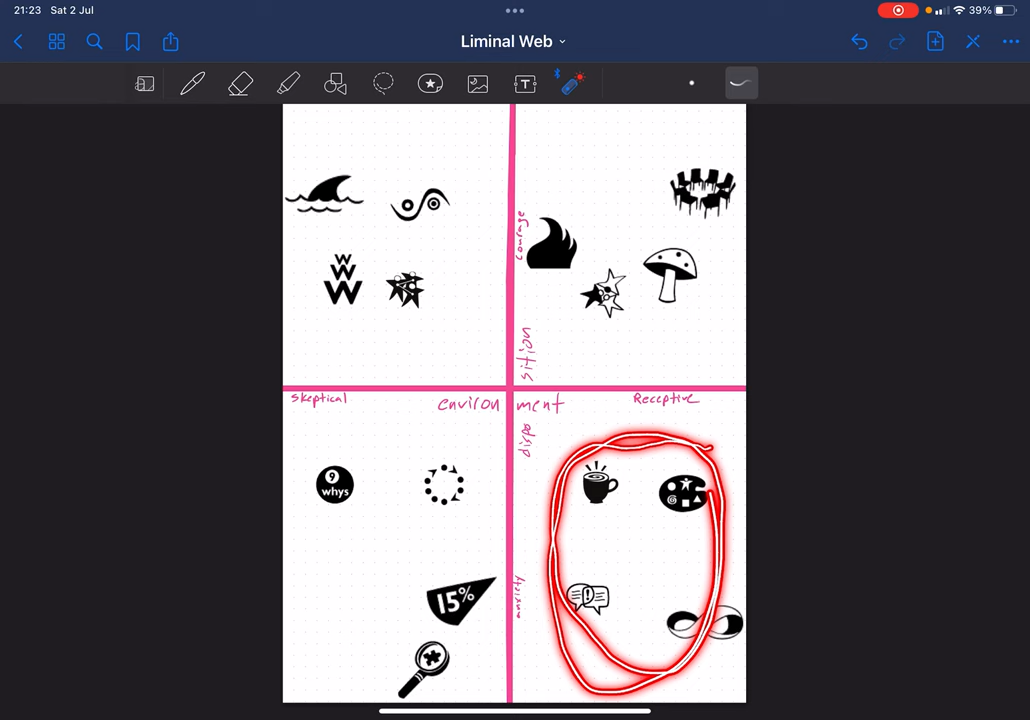 21:23 Sat 2 Jul
39%
Liminal Web
T
courage
W
W
W
sition
Skeptical
environ ment
Receptive
dispo
9
whys
15%
anxiety
!